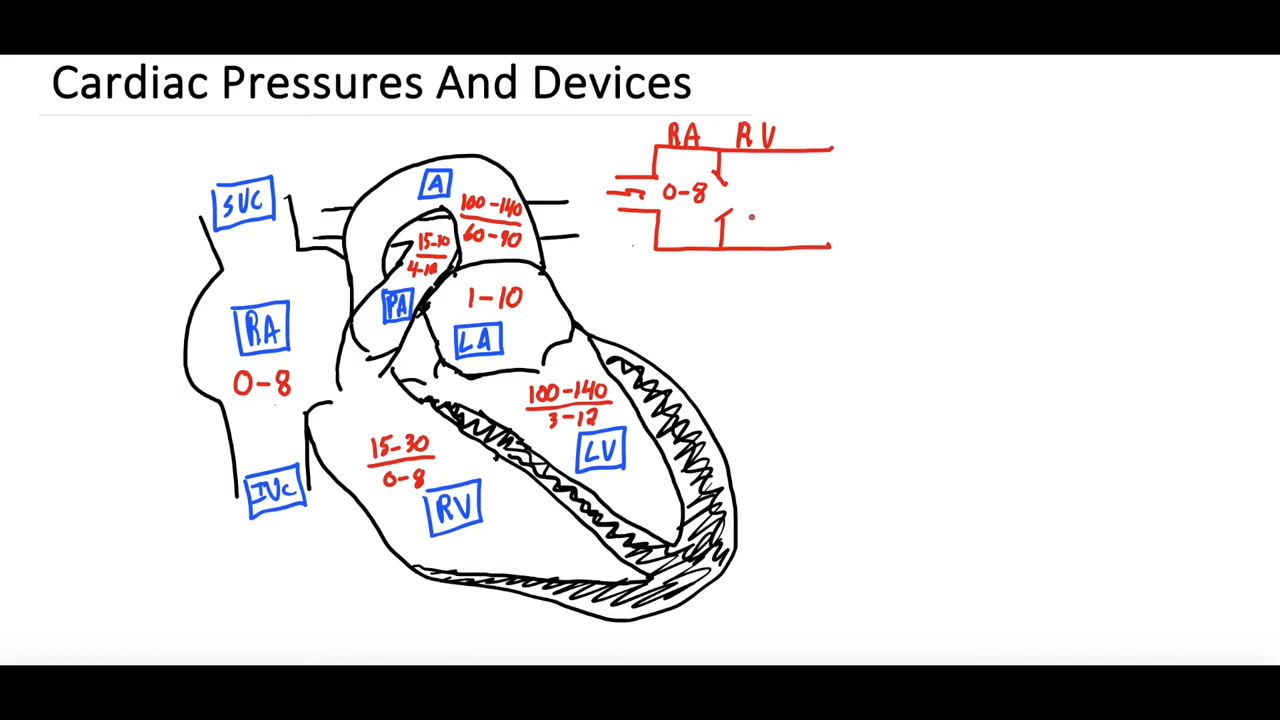 Cardiac Pressures And Devices
RA RV
0-8
SVC
A
100-140
60-90
15-30
4-12
PA
1-10
LA
RA
0-8
100-140
3-12
LV
15-30
0-8
RV
IVC